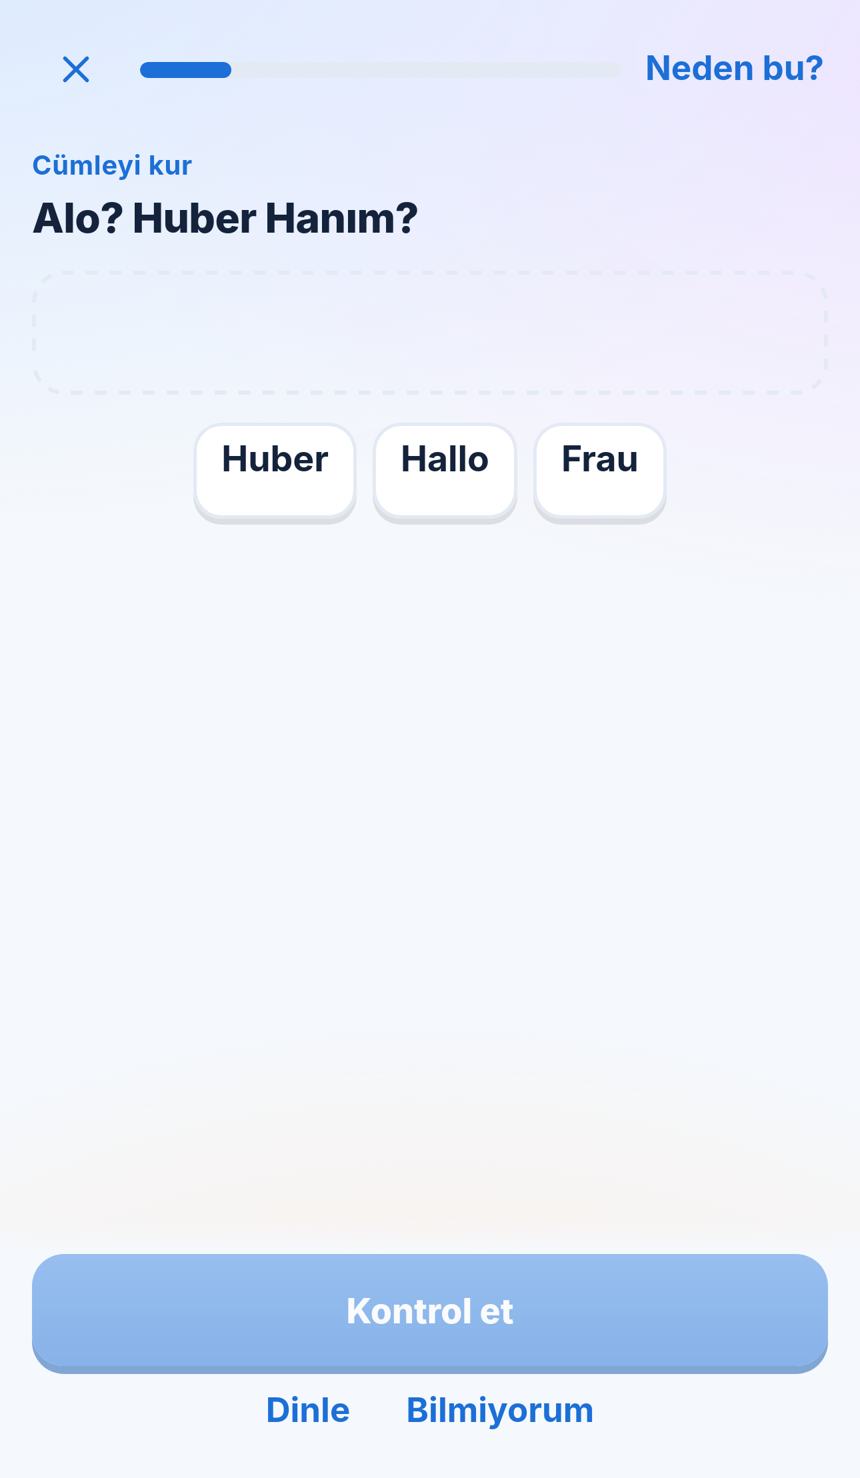 Neden bu?
Cümleyi kur
Alo? Huber Hanım?
Huber Hallo Frau
Kontrol et
Dinle Bilmiyorum